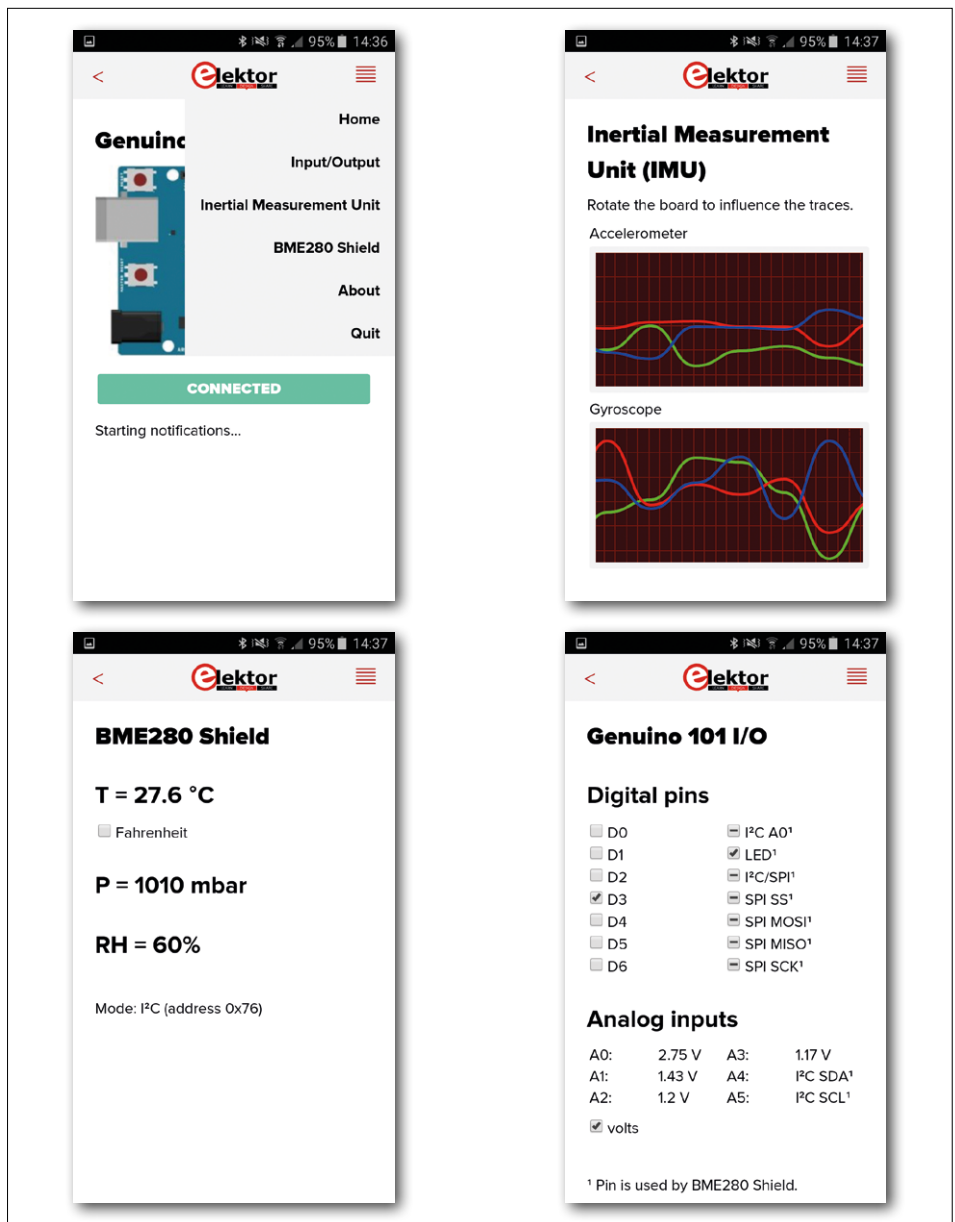 95% 14:36
<
elektor
Genuino
Home
Input/Output
Inertial Measurement Unit
BME280 Shield
About
Quit
CONNECTED
Starting notifications...
95% 14:37
<
elektor
Inertial Measurement
Unit (IMU)
Rotate the board to influence the traces.
Accelerometer
Gyroscope
95% 14:37
<
elektor
BME280 Shield
T = 27.6 °C
Fahrenheit
P = 1010 mbar
RH = 60%
Mode: I²C (address 0x76)
95% 14:37
<
elektor
Genuino 101 I/O
Digital pins
D0 I²C A0¹
D1 LED¹
D2 I²C/SPI¹
D3 SPI SS¹
D4 SPI MOSI¹
D5 SPI MISO¹
D6 SPI SCK¹
Analog inputs
A0: 2.75 V A3: 1.17 V
A1: 1.43 V A4: I²C SDA¹
A2: 1.2 V A5: I²C SCL¹
volts
¹ Pin is used by BME280 Shield.